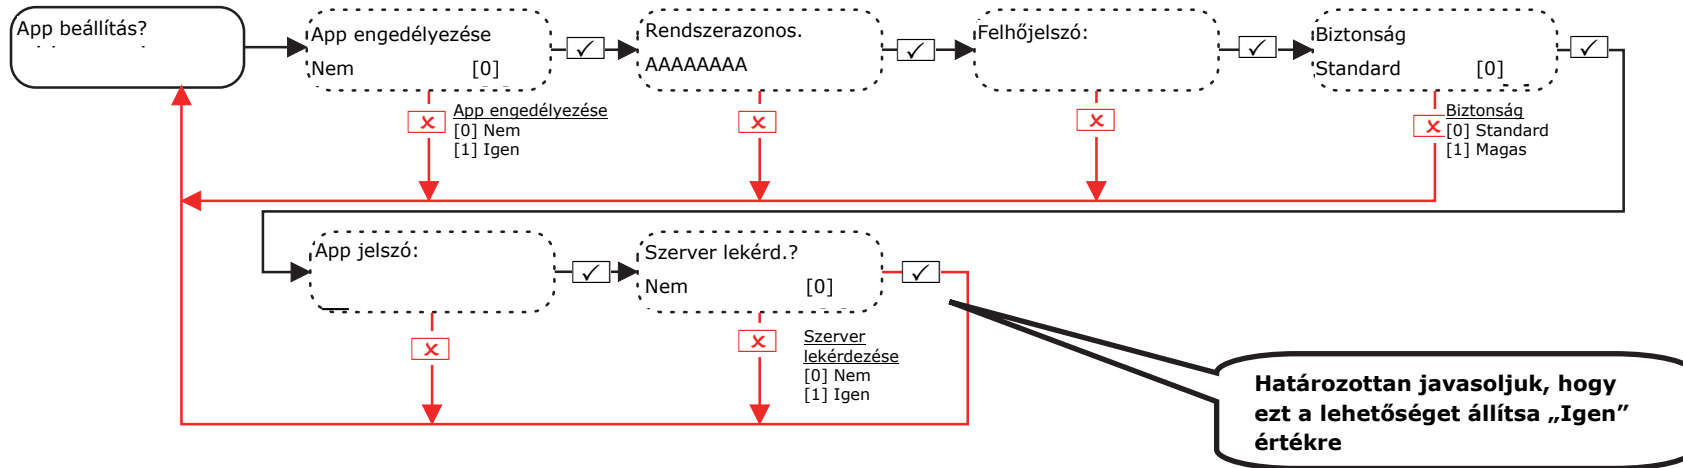 App beállítás?
App engedélyezése
Nem [0]
Rendszerazonos.
AAAAAAAA
Felhőjelszó:
Biztonság
Standard [0]
App engedélyezése
[0] Nem
[1] Igen
Biztonság
[0] Standard
[1] Magas
App jelszó:
Szerver lekérd.?
Nem [0]
Szerver
lekérdezése
[0] Nem
[1] Igen
Határozottan javasoljuk, hogy
ezt a lehetőséget állítsa „Igen”
értékre